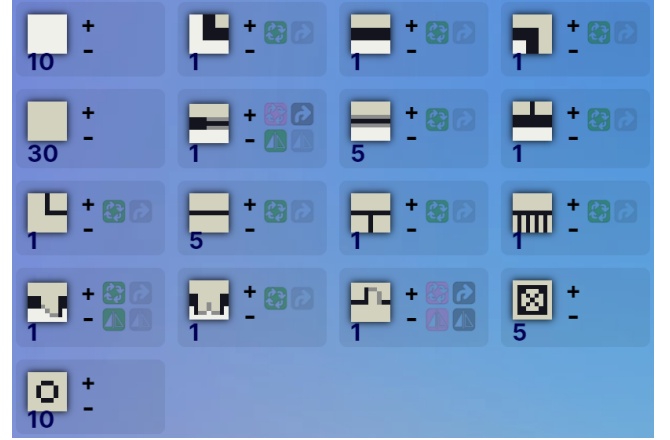 + + + +
- - - -
10 1 1 1
+ + + +
- - - -
30 1 5 1
+ + + +
- - - -
1 5 1 1
+ + + +
- - - -
1 1 1 5
+
-
10